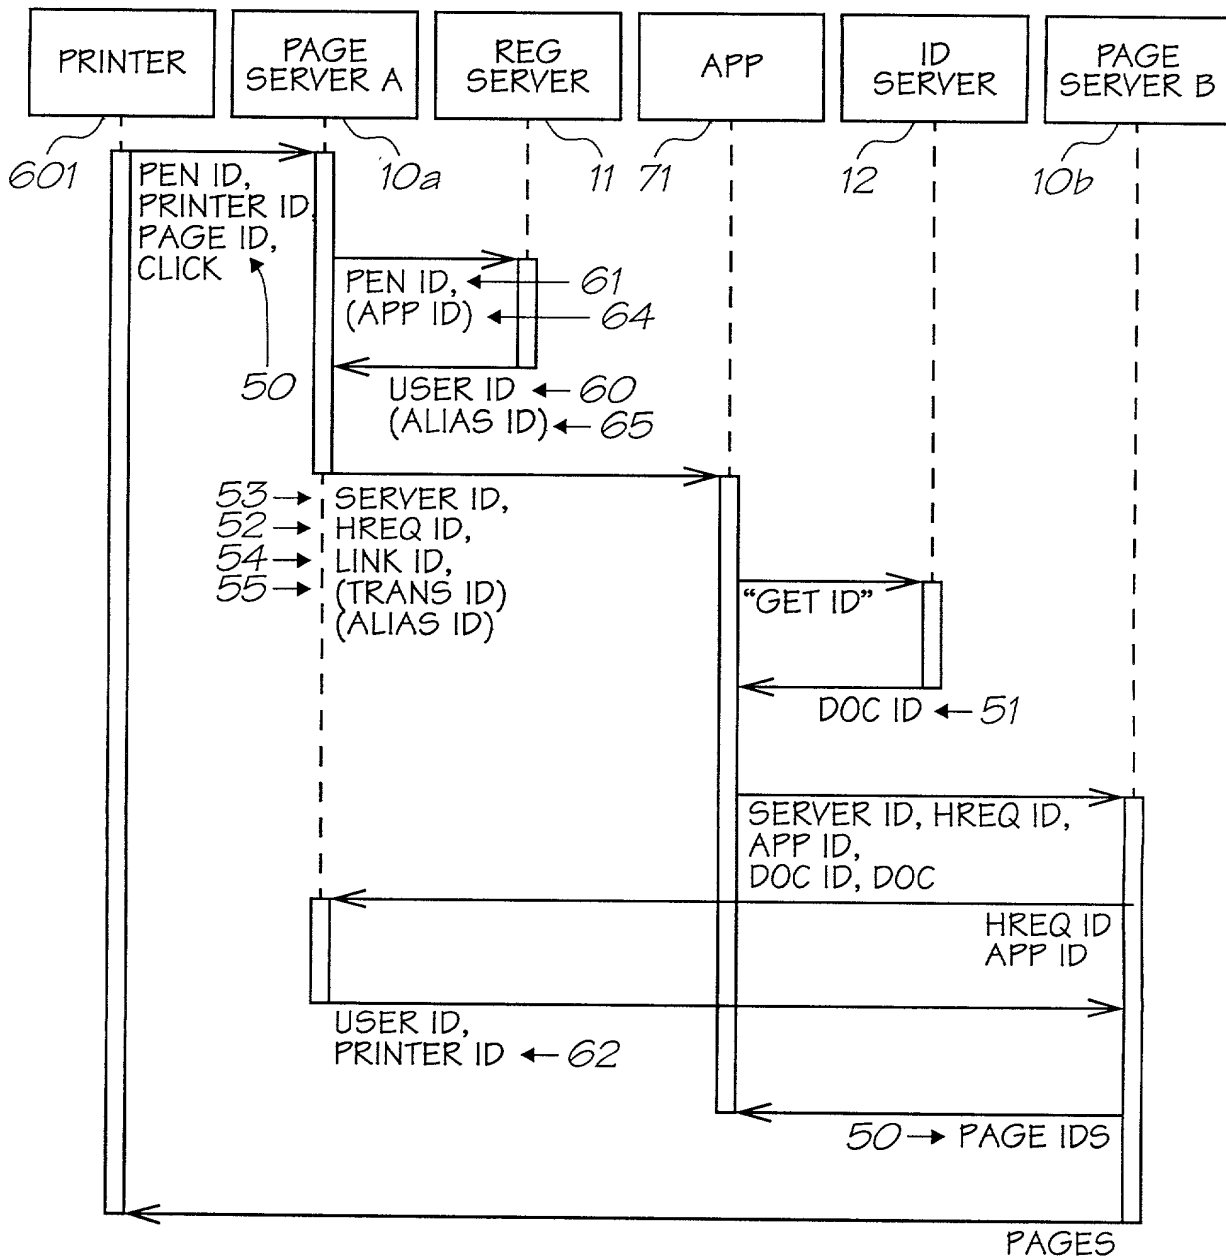 PRINTER
PAGE
SERVER A
REG
SERVER
APP
ID
SERVER
PAGE
SERVER B
601
10a
11
71
12
10b
PEN ID,
PRINTER ID,
PAGE ID,
CLICK
50
PEN ID,
61
(APP ID)
64
USER ID
60
(ALIAS ID)
65
53
SERVER ID,
52
HREQ ID,
54
LINK ID,
55
(TRANS ID)
(ALIAS ID)
“GET ID”
DOC ID
51
SERVER ID, HREQ ID,
APP ID,
DOC ID, DOC
HREQ ID
APP ID
USER ID,
PRINTER ID
62
50
PAGE IDS
PAGES